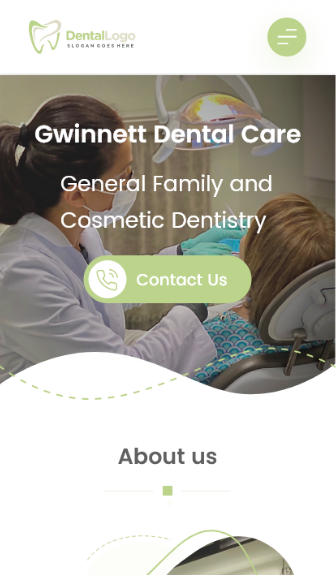 DentalLogo
SLOGAN GOES HERE
Gwinnett Dental Care
General Family and
Cosmetic Dentistry
Contact Us
About us